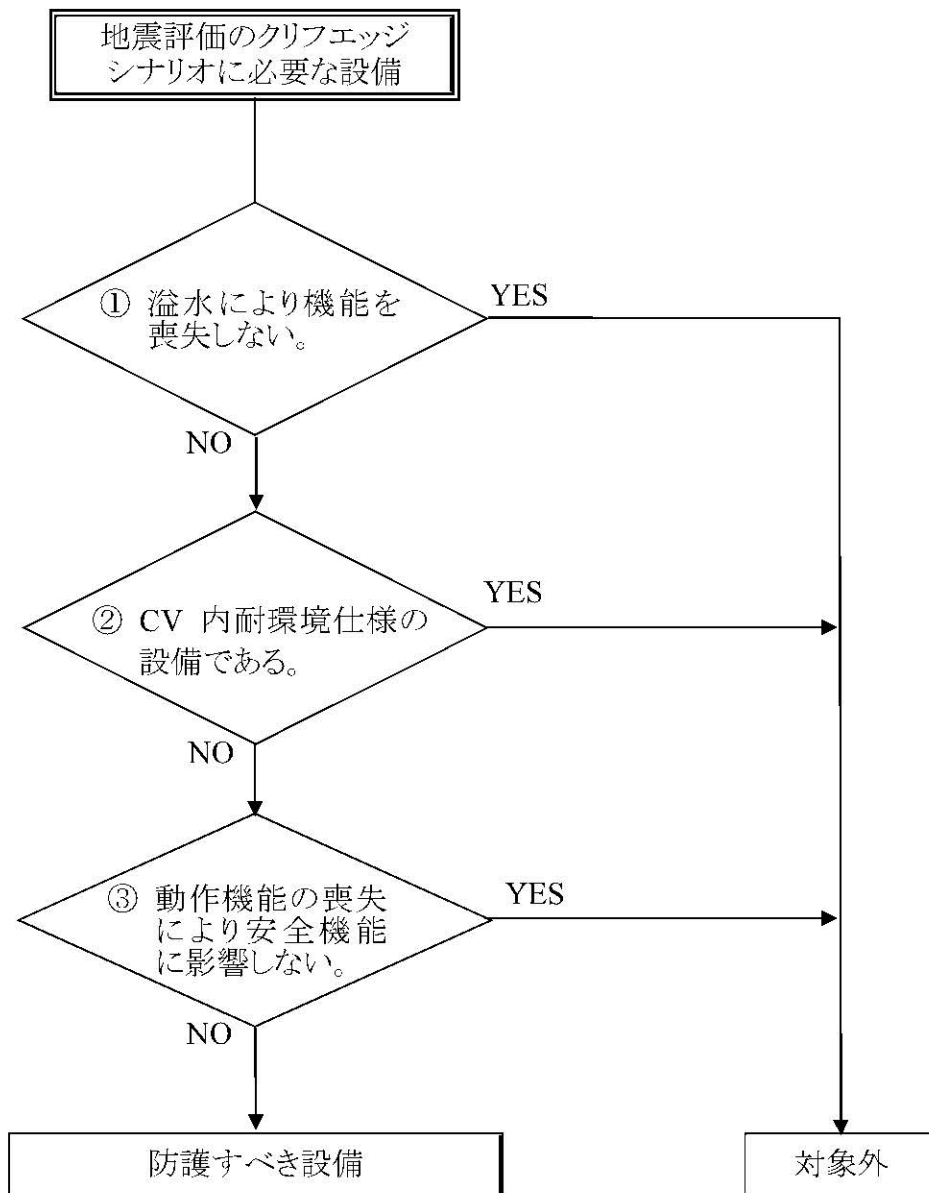 地震評価のクリフエッジ
シナリオに必要な設備
① 溢水により機能を
喪失しない。
YES
NO
② CV 内耐環境仕様の
設備である。
YES
NO
③ 動作機能の喪失
により安全機能
に影響しない。
YES
NO
防護すべき設備
対象外